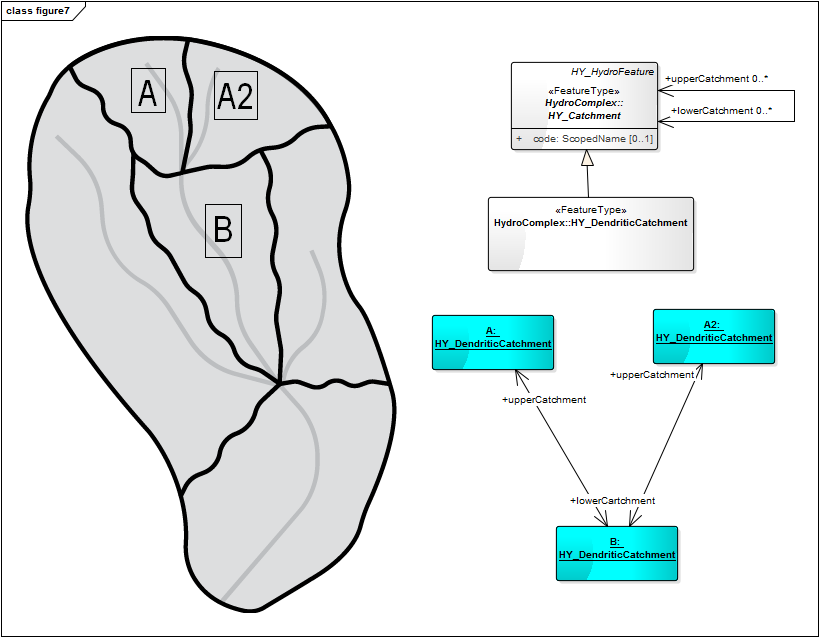 class figure7
A
A2
B
HY_HydroFeature
«FeatureType»
HydroComplex::
HY_Catchment
+ code: ScopedName [0..1]
+upperCatchment 0..*
+lowerCatchment 0..*
«FeatureType»
HydroComplex::HY_DendriticCatchment
A:
HY_DendriticCatchment
A2:
HY_DendriticCatchment
+upperCatchment
+upperCatchment
+lowerCartchment
B:
HY_DendriticCatchment